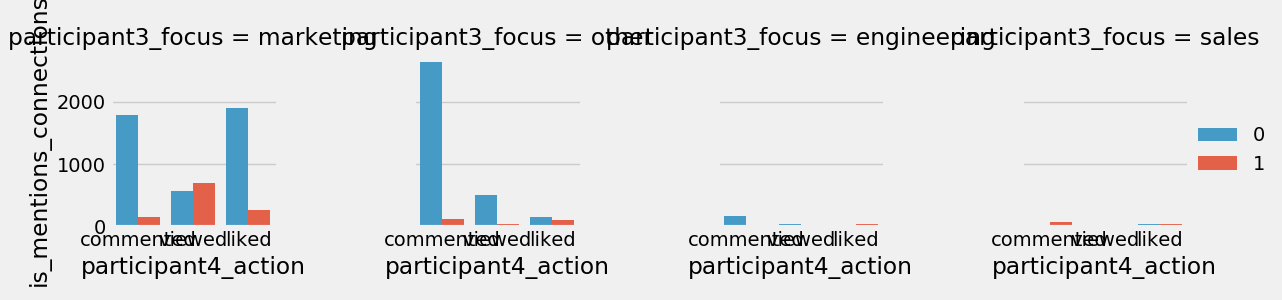 participant3_focus = marketing
participant3_focus = other
participant3_focus = engineering
participant3_focus = sales
is_mentions_connections
2000
1000
0
commented viewed liked
commented viewed liked
commented viewed liked
commented viewed liked
participant4_action
participant4_action
participant4_action
participant4_action
0
1